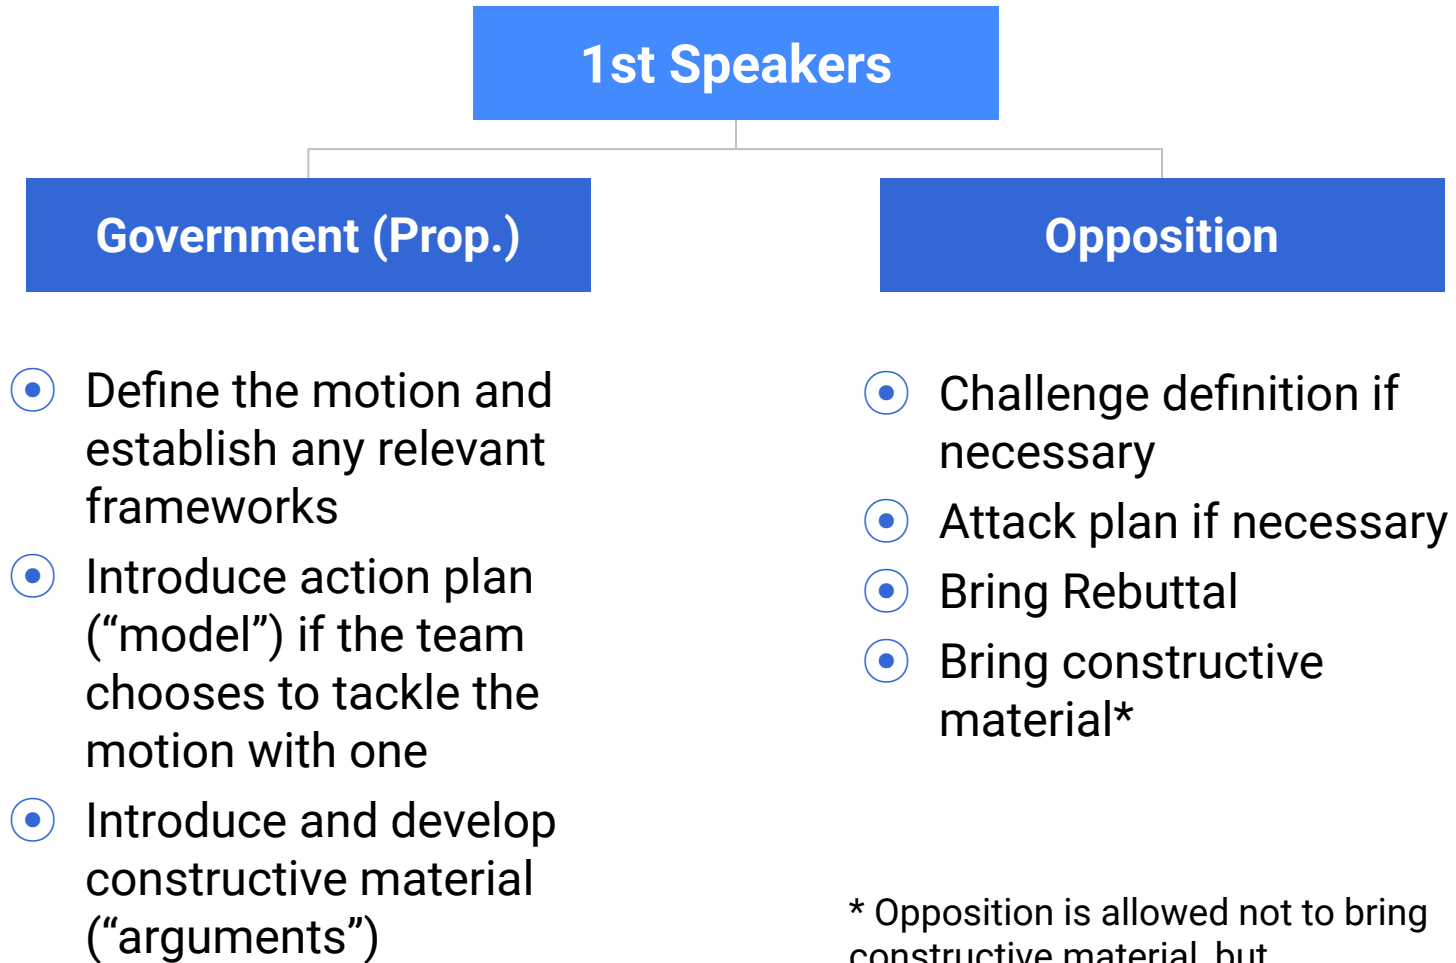 1st Speakers
Government (Prop.)
Define the motion and
establish any relevant
frameworks
Introduce action plan
(“model”) if the team
chooses to tackle the
motion with one
Introduce and develop
constructive material
(“arguments”)
Opposition
Challenge definition if
necessary
Attack plan if necessary
Bring Rebuttal
Bring constructive
material*
* Opposition is allowed not to bring
constructive material, but